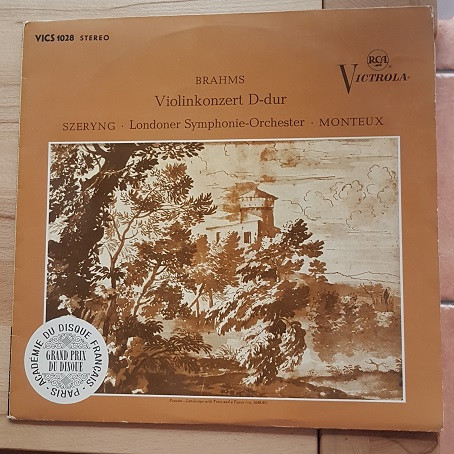 VICS 1028 STEREO
RCA
VICTROLA
BRAHMS
Violinkonzert D-dur
SZERYNG · Londoner Symphonie-Orchester · MONTEUX
ACADÉMIE DU DISQUE FRANÇAIS - PARIS
GRAND PRIX
DU DISQUE